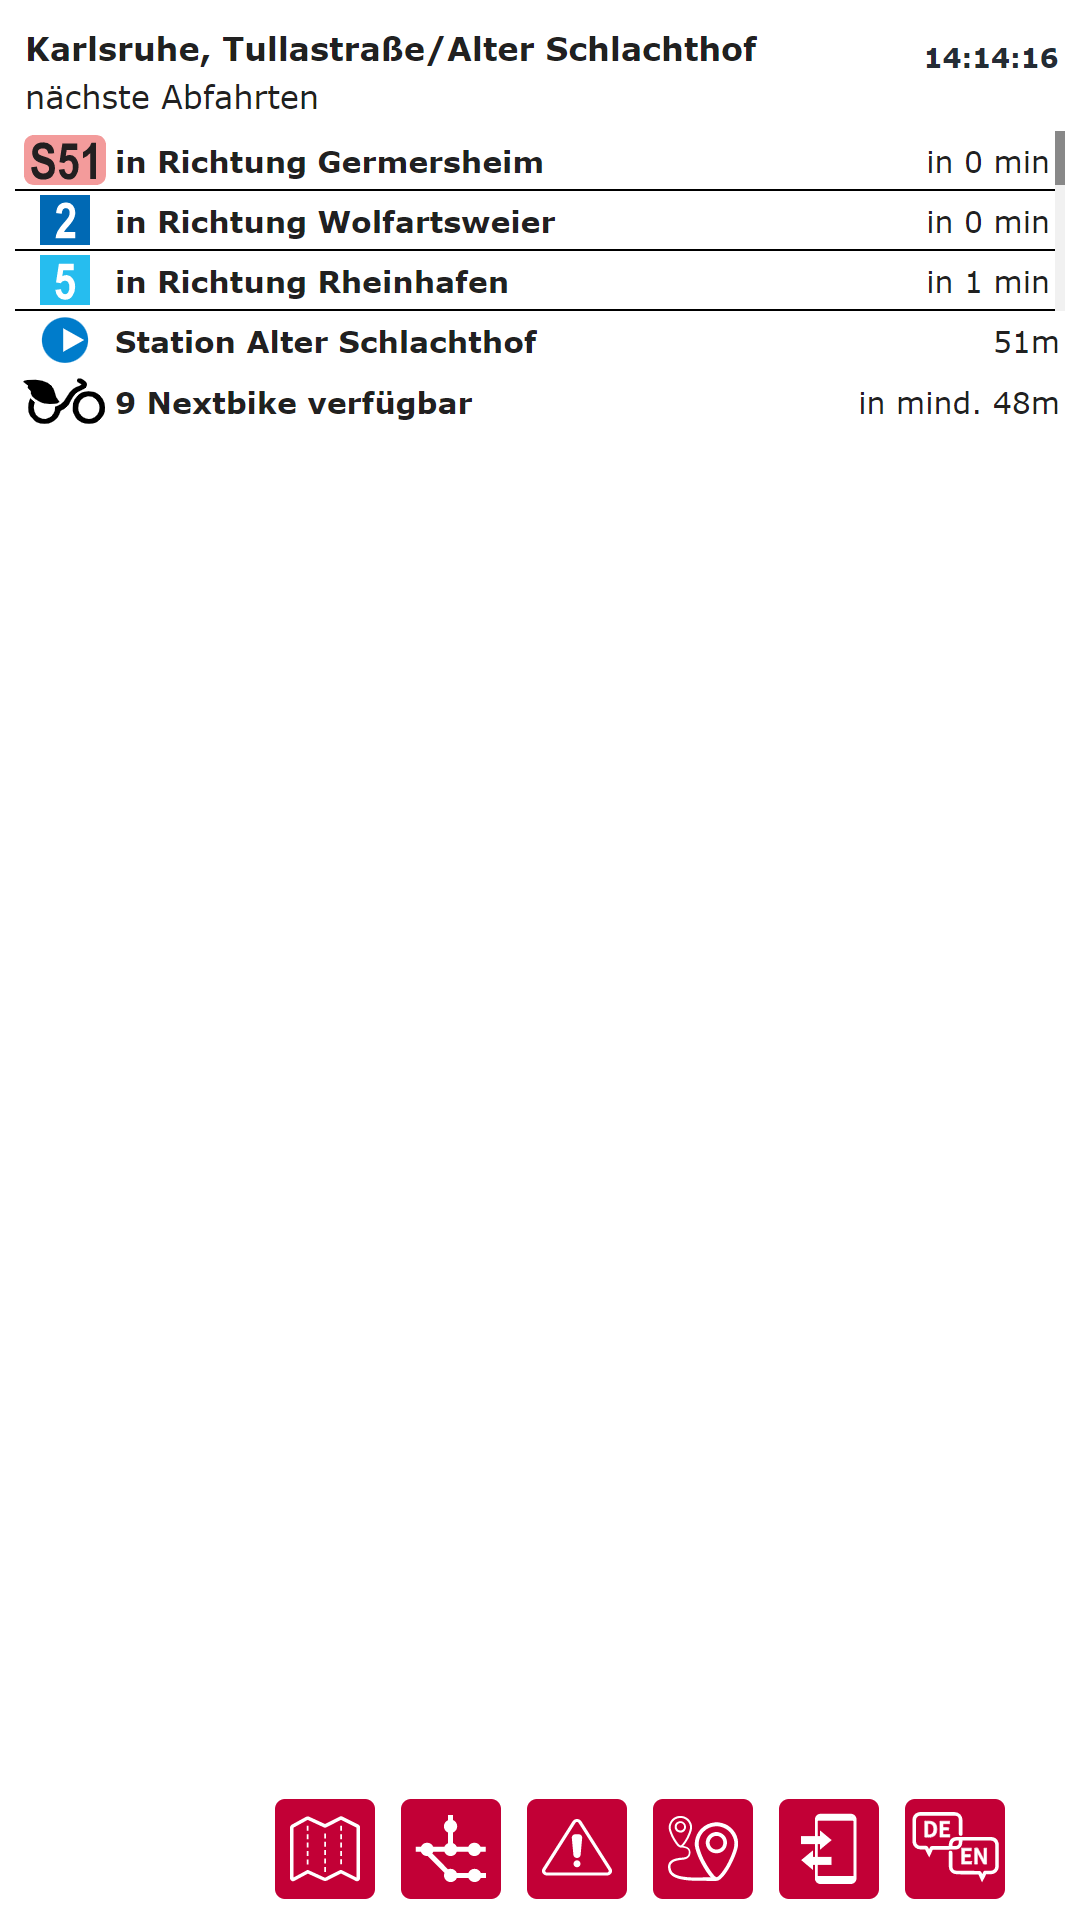 Karlsruhe, Tullastraße/Alter Schlachthof 14:14:16
nächste Abfahrten
S51 in Richtung Germersheim in 0 min
2 in Richtung Wolfartsweier in 0 min
5 in Richtung Rheinhafen in 1 min
Station Alter Schlachthof 51m
9 Nextbike verfügbar in mind. 48m
DE
EN